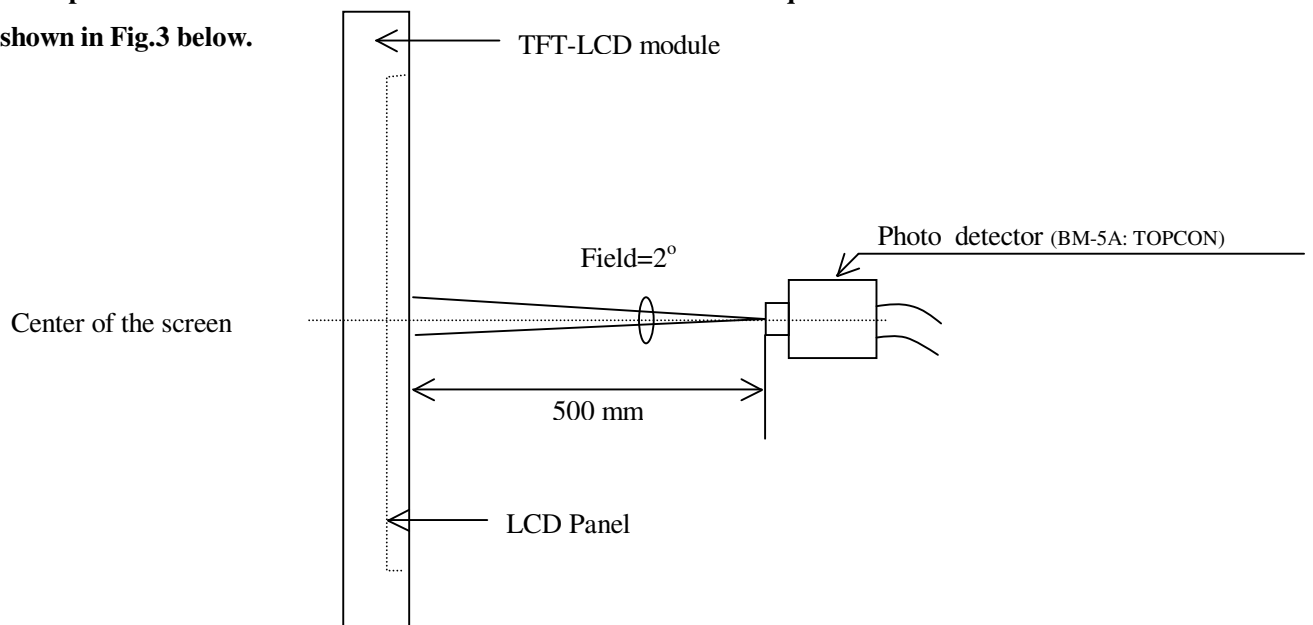 shown in Fig.3 below.
TFT-LCD module
Photo detector (BM-5A: TOPCON)
Field=2°
Center of the screen
500 mm
LCD Panel